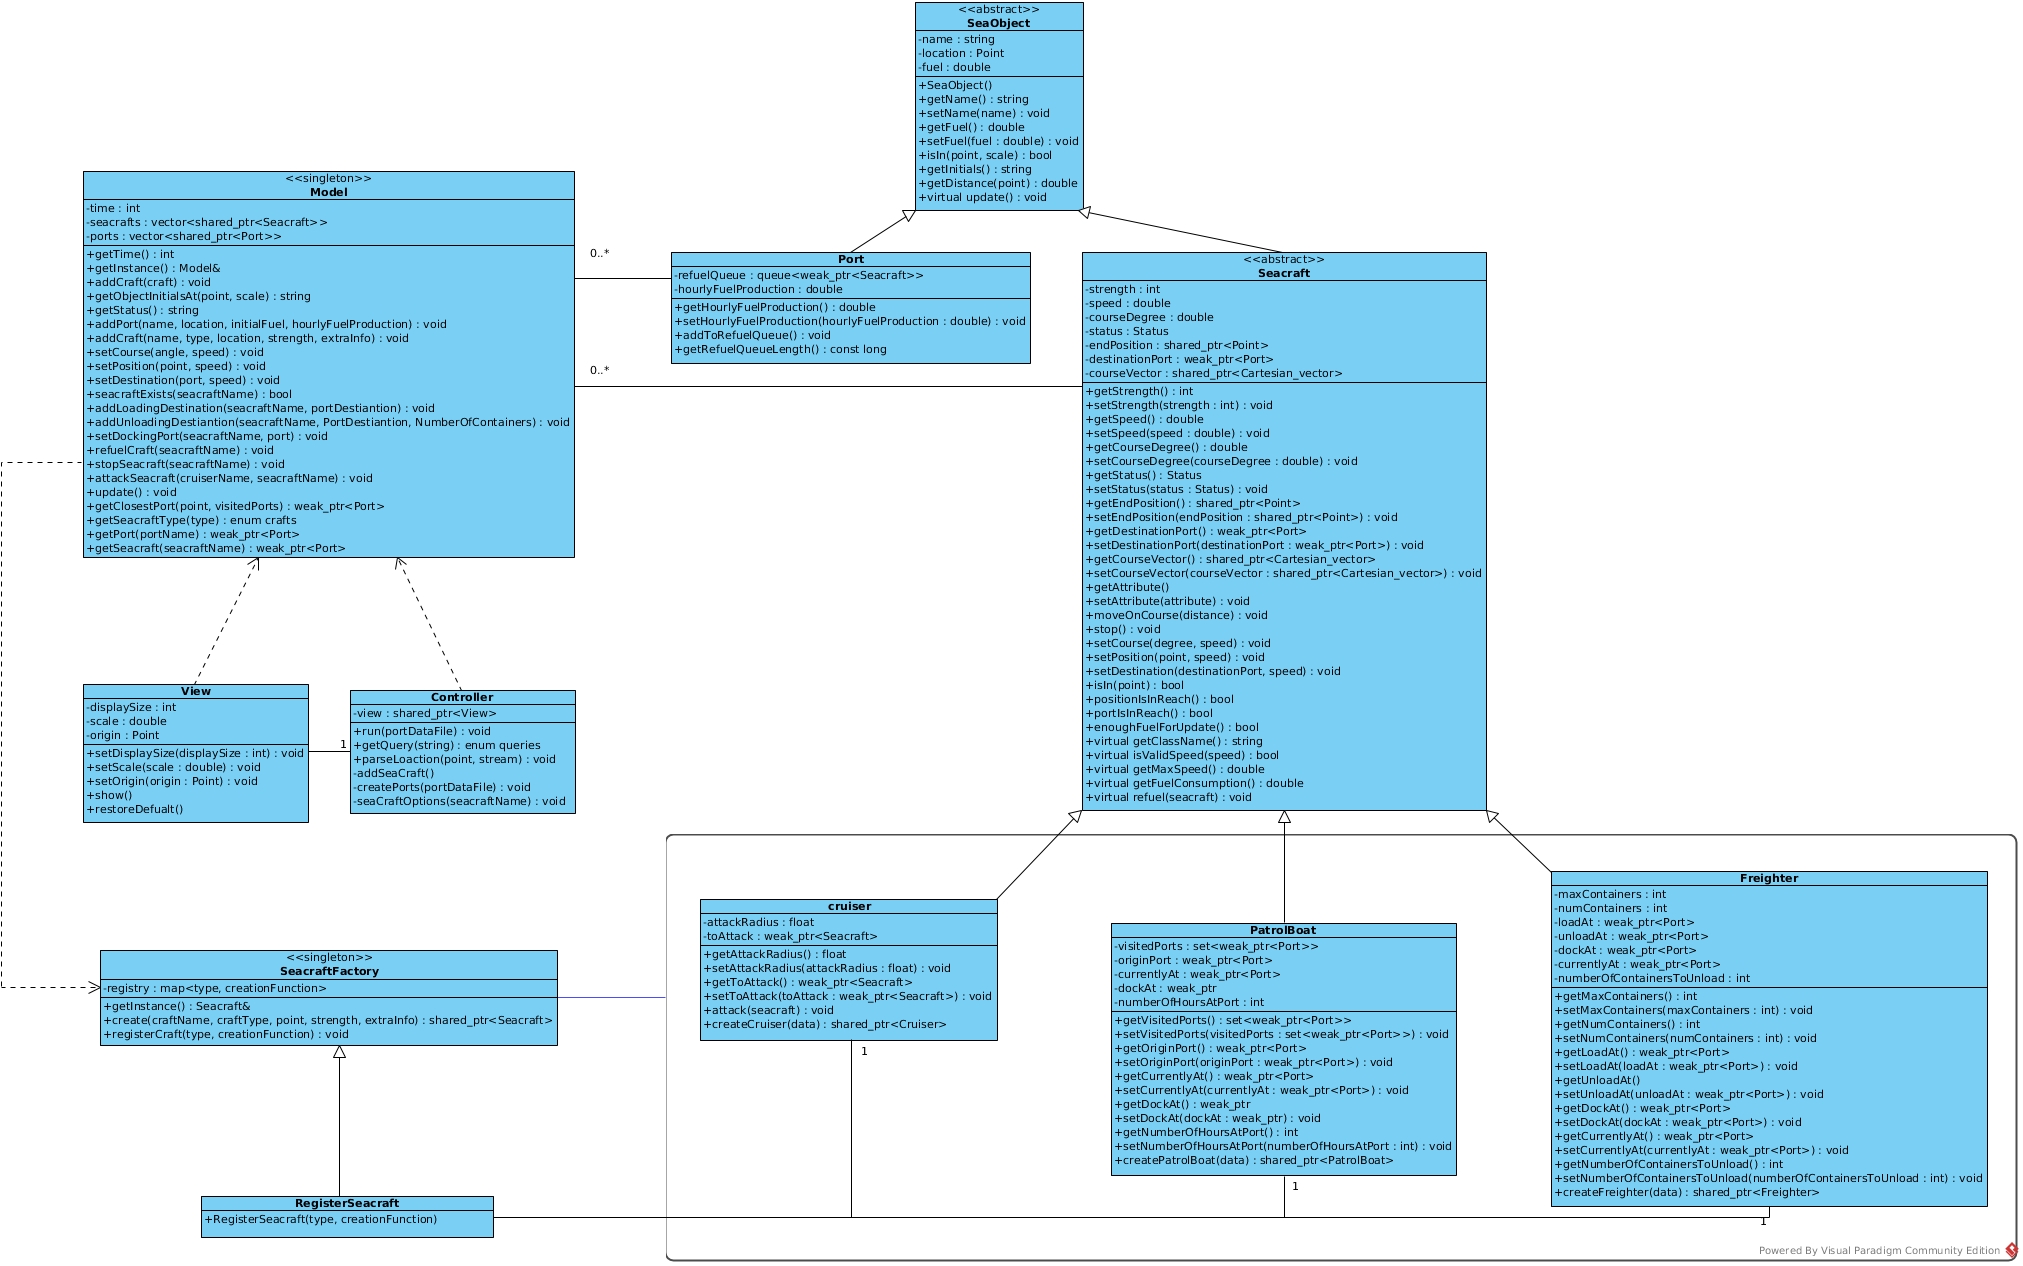 <<abstract>>
SeaObject
-name : string
-location : Point
-fuel : double
+SeaObject()
+getName() : string
+setName(name) : void
+getFuel() : double
+setFuel(fuel : double) : void
+isIn(point, scale) : bool
+getInitials() : string
+getDistance(point) : double
+virtual update() : void
<<singleton>>
Model
-time : int
-seacrafts : vector<shared_ptr<Seacraft>>
-ports : vector<shared_ptr<Port>>
+getTime() : int
+getInstance() : Model&
+addCraft(craft) : void
+getObjectInitialsAt(point, scale) : string
+getStatus() : string
+addPort(name, location, initialFuel, hourlyFuelProduction) : void
+addCraft(name, type, location, strength, extraInfo) : void
+setCourse(angle, speed) : void
+setPosition(point, speed) : void
+setDestination(port, speed) : void
+seacraftExists(seacraftName) : bool
+addLoadingDestination(seacraftName, portDestiantion) : void
+addUnloadingDestiantion(seacraftName, PortDestiantion, NumberOfContainers) : void
+setDockingPort(seacraftName, port) : void
+refuelCraft(seacraftName) : void
+stopSeacraft(seacraftName) : void
+attackSeacraft(cruiserName, seacraftName) : void
+update() : void
+getClosestPort(point, visitedPorts) : weak_ptr<Port>
+getSeacraftType(type) : enum crafts
+getPort(portName) : weak_ptr<Port>
+getSeacraft(seacraftName) : weak_ptr<Port>
0..*
0..*
Port
-refuelQueue : queue<weak_ptr<Seacraft>>
-hourlyFuelProduction : double
+getHourlyFuelProduction() : double
+setHourlyFuelProduction(hourlyFuelProduction : double) : void
+addToRefuelQueue() : void
+getRefuelQueueLength() : const long
<<abstract>>
Seacraft
-strength : int
-speed : double
-courseDegree : double
-status : Status
-endPosition : shared_ptr<Point>
-destinationPort : weak_ptr<Port>
-courseVector : shared_ptr<Cartesian_vector>
+getStrength() : int
+setStrength(strength : int) : void
+getSpeed() : double
+setSpeed(speed : double) : void
+getCourseDegree() : double
+setCourseDegree(courseDegree : double) : void
+getStatus() : Status
+setStatus(status : Status) : void
+getEndPosition() : shared_ptr<Point>
+setEndPosition(endPosition : shared_ptr<Point>) : void
+getDestinationPort() : weak_ptr<Port>
+setDestinationPort(destinationPort : weak_ptr<Port>) : void
+getCourseVector() : shared_ptr<Cartesian_vector>
+setCourseVector(courseVector : shared_ptr<Cartesian_vector>) : void
+getAttribute()
+setAttribute(attribute) : void
+moveOnCourse(distance) : void
+stop() : void
+setCourse(degree, speed) : void
+setPosition(point, speed) : void
+setDestination(destinationPort, speed) : void
+isIn(point) : bool
+positionIsInReach() : bool
+portIsInReach() : bool
+enoughFuelForUpdate() : bool
+virtual getClassName() : string
+virtual isValidSpeed(speed) : bool
+virtual getMaxSpeed() : double
+virtual getFuelConsumption() : double
+virtual refuel(seacraft) : void
View
-displaySize : int
-scale : double
-origin : Point
+setDisplaySize(displaySize : int) : void
+setScale(scale : double) : void
+setOrigin(origin : Point) : void
+show()
+restoreDefualt()
1
Controller
-view : shared_ptr<View>
+run(portDataFile) : void
+getQuery(string) : enum queries
+parseLoaction(point, stream) : void
-addSeaCraft()
-createPorts(portDataFile) : void
-seaCraftOptions(seacraftName) : void
<<singleton>>
SeacraftFactory
-registry : map<type, creationFunction>
+getInstance() : Seacraft&
+create(craftName, craftType, point, strength, extraInfo) : shared_ptr<Seacraft>
+registerCraft(type, creationFunction) : void
RegisterSeacraft
+RegisterSeacraft(type, creationFunction)
cruiser
-attackRadius : float
-toAttack : weak_ptr<Seacraft>
+getAttackRadius() : float
+setAttackRadius(attackRadius : float) : void
+getToAttack() : weak_ptr<Seacraft>
+setToAttack(toAttack : weak_ptr<Seacraft>) : void
+attack(seacraft) : void
+createCruiser(data) : shared_ptr<Cruiser>
1
PatrolBoat
-visitedPorts : set<weak_ptr<Port>>
-originPort : weak_ptr<Port>
-currentlyAt : weak_ptr<Port>
-dockAt : weak_ptr
-numberOfHoursAtPort : int
+getVisitedPorts() : set<weak_ptr<Port>>
+setVisitedPorts(visitedPorts : set<weak_ptr<Port>>) : void
+getOriginPort() : weak_ptr<Port>
+setOriginPort(originPort : weak_ptr<Port>) : void
+getCurrentlyAt() : weak_ptr<Port>
+setCurrentlyAt(currentlyAt : weak_ptr<Port>) : void
+getDockAt() : weak_ptr
+setDockAt(dockAt : weak_ptr) : void
+getNumberOfHoursAtPort() : int
+setNumberOfHoursAtPort(numberOfHoursAtPort : int) : void
+createPatrolBoat(data) : shared_ptr<PatrolBoat>
1
Freighter
-maxContainers : int
-numContainers : int
-loadAt : weak_ptr<Port>
-unloadAt : weak_ptr<Port>
-dockAt : weak_ptr<Port>
-currentlyAt : weak_ptr<Port>
-numberOfContainersToUnload : int
+getMaxContainers() : int
+setMaxContainers(maxContainers : int) : void
+getNumContainers() : int
+setNumContainers(numContainers : int) : void
+getLoadAt() : weak_ptr<Port>
+setLoadAt(loadAt : weak_ptr<Port>) : void
+getUnloadAt()
+setUnloadAt(unloadAt : weak_ptr<Port>) : void
+getDockAt() : weak_ptr<Port>
+setDockAt(dockAt : weak_ptr<Port>) : void
+getCurrentlyAt() : weak_ptr<Port>
+setCurrentlyAt(currentlyAt : weak_ptr<Port>) : void
+getNumberOfContainersToUnload() : int
+setNumberOfContainersToUnload(numberOfContainersToUnload : int) : void
+createFreighter(data) : shared_ptr<Freighter>
1
Powered By Visual Paradigm Community Edition